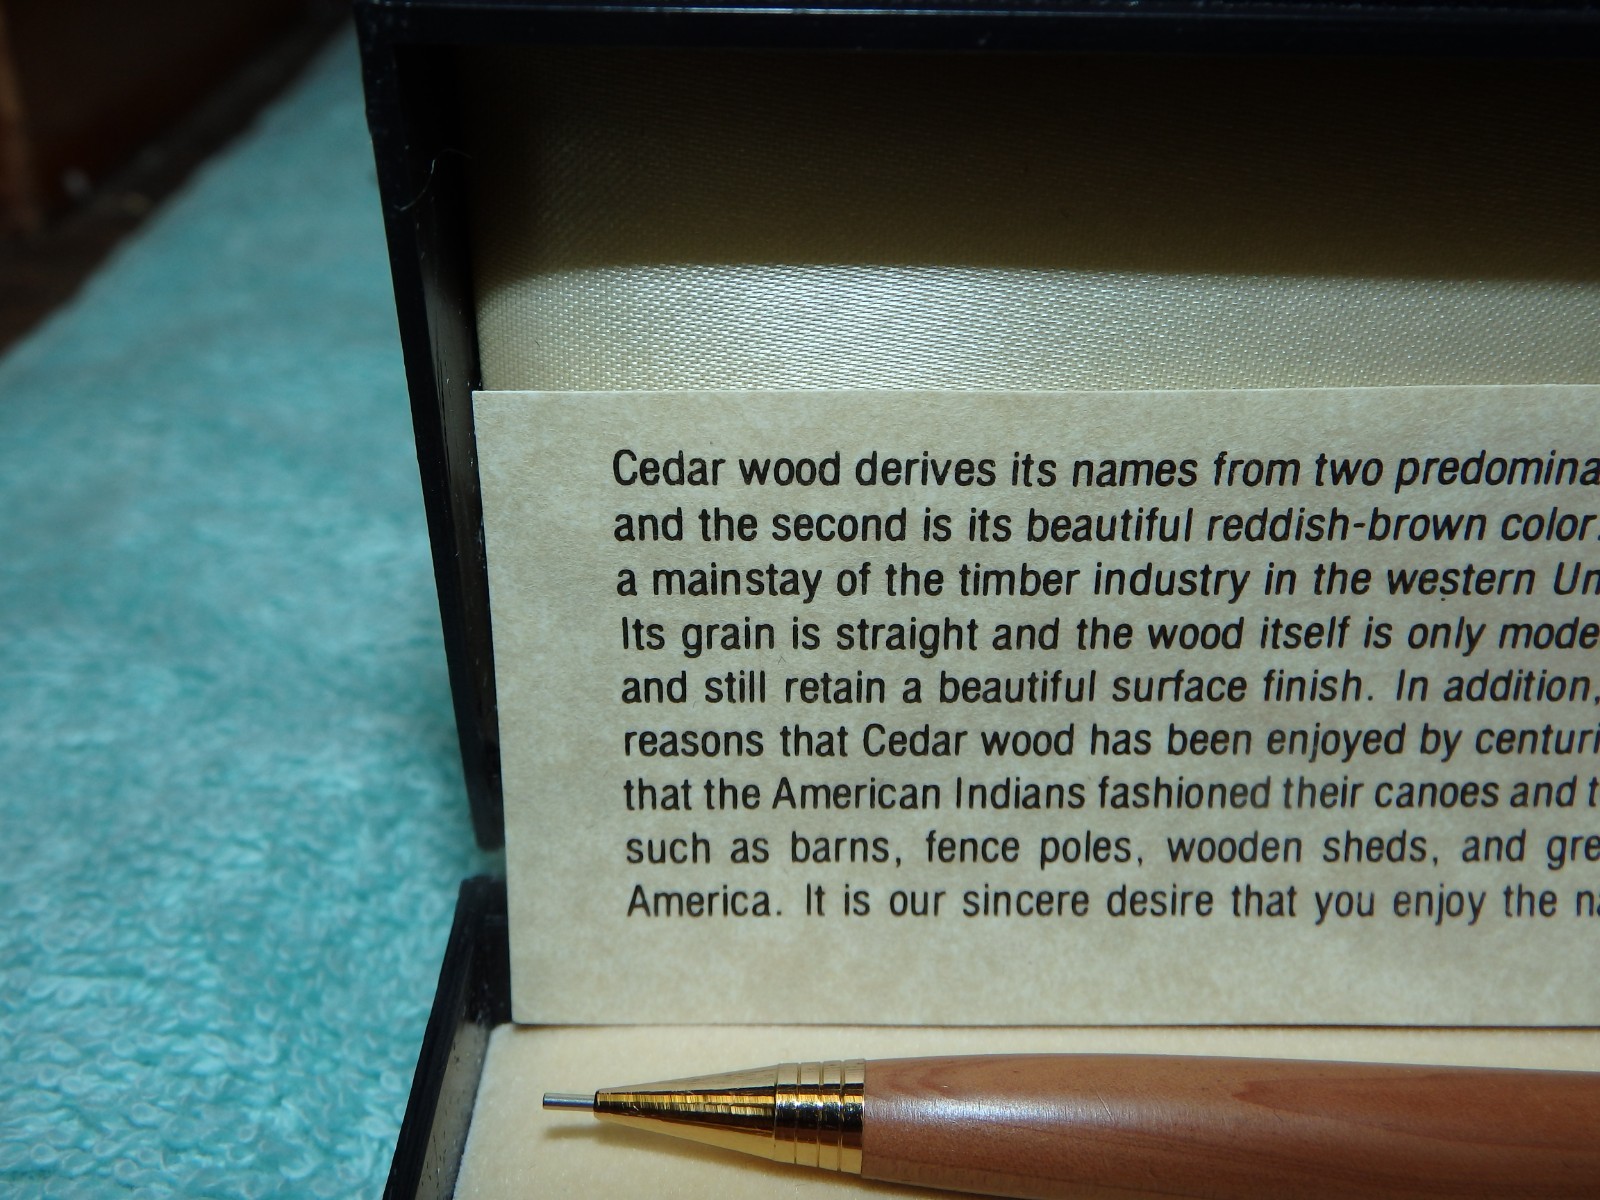 Cedar wood derives its names from two predomina
and the second is its beautiful reddish-brown color.
a mainstay of the timber industry in the western Un
Its grain is straight and the wood itself is only mode
and still retain a beautiful surface finish. In addition,
reasons that Cedar wood has been enjoyed by centuri
that the American Indians fashioned their canoes and t
such as barns, fence poles, wooden sheds, and gre
America. It is our sincere desire that you enjoy the na